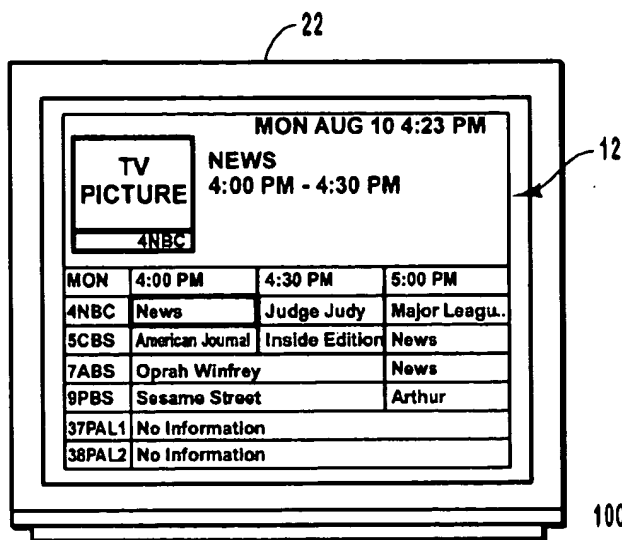 22
MON AUG 10 4:23 PM
12
TV PICTURE
4NBC
NEWS
4:00 PM - 4:30 PM
MON 4:00 PM 4:30 PM 5:00 PM
4NBC News Judge Judy Major Leagu..
5CBS American Journal Inside Edition News
7ABS Oprah Winfrey News
9PBS Sesame Street Arthur
37PAL1 No Information
38PAL2 No Information
100